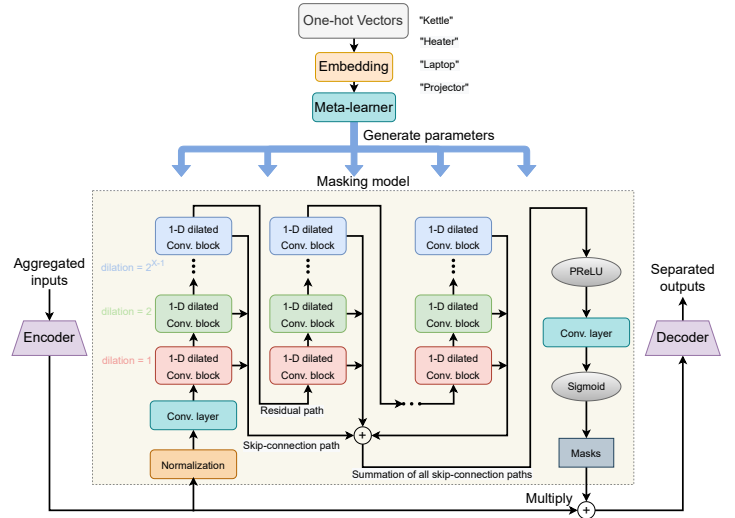 One-hot Vectors
"Kettle"
"Heater"
Embedding
"Laptop"
"Projector"
Meta-learner
Generate parameters
Masking model
1-D dilated
Conv. block
1-D dilated
Conv. block
1-D dilated
Conv. block
dilation = 2^X-1
Aggregated
inputs
PReLU
Separated
outputs
dilation = 2
1-D dilated
Conv. block
1-D dilated
Conv. block
1-D dilated
Conv. block
Encoder
Conv. layer
Decoder
dilation = 1
1-D dilated
Conv. block
1-D dilated
Conv. block
1-D dilated
Conv. block
Sigmoid
Residual path
Conv. layer
+
Skip-connection path
Masks
Normalization
Summation of all skip-connection paths
Multiply
+